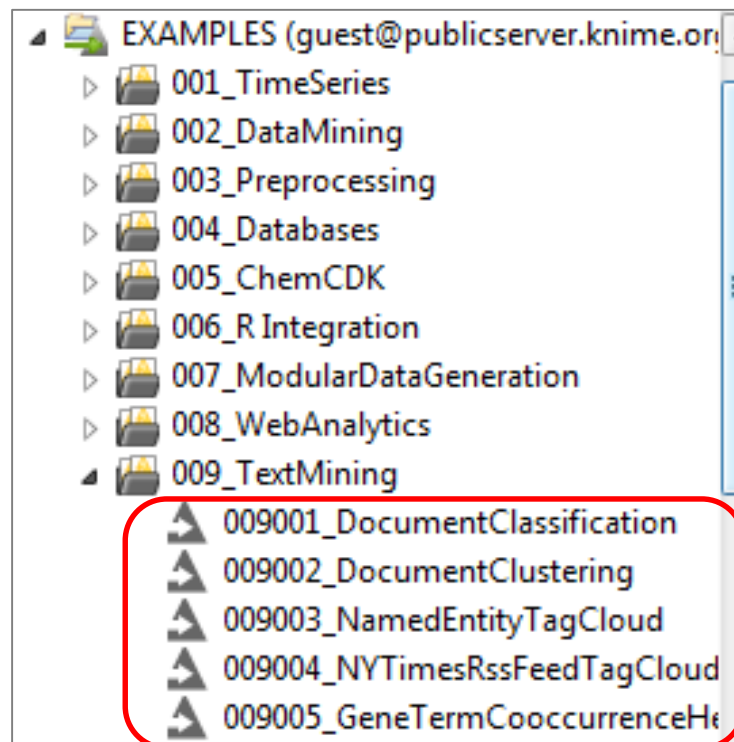 EXAMPLES (guest@publicserver.knime.or
001_TimeSeries
002_DataMining
003_Preprocessing
004_Databases
005_ChemCDK
006_R Integration
007_ModularDataGeneration
008_WebAnalytics
009_TextMining
009001_DocumentClassification
009002_DocumentClustering
009003_NamedEntityTagCloud
009004_NYTimesRssFeedTagCloud
009005_GeneTermCooccurrenceHe